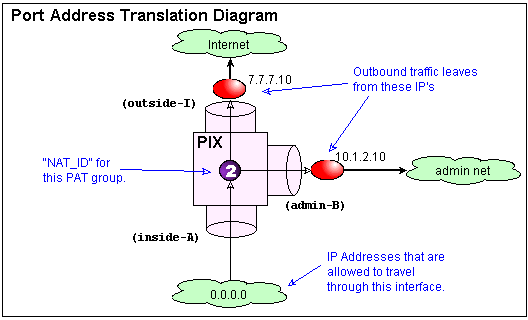 Port Address Translation Diagram
Internet
7.7.7.10
(outside-I)
Outbound traffic leaves
from these IP's
PIX
"NAT_ID" for
this PAT group.
2
10.1.2.10
admin net
(admin-B)
(inside-A)
IP Addresses that are
allowed to travel
through this interface.
0.0.0.0